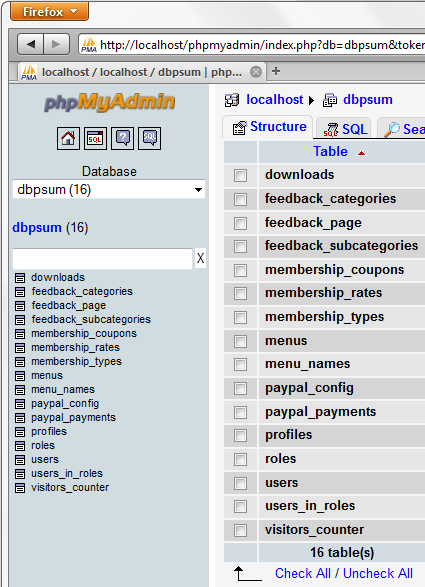 Firefox
http://localhost/phpmyadmin/index.php?db=dbpsum&token
localhost / localhost / dbpsum | php...
phpMyAdmin
SQL
Database
dbpsum (16)
dbpsum (16)
X
downloads
feedback_categories
feedback_page
feedback_subcategories
membership_coupons
membership_rates
membership_types
menus
menu_names
paypal_config
paypal_payments
profiles
roles
users
users_in_roles
visitors_counter
localhost dbpsum
Structure SQL Sea
Table
downloads
feedback_categories
feedback_page
feedback_subcategories
membership_coupons
membership_rates
membership_types
menus
menu_names
paypal_config
paypal_payments
profiles
roles
users
users_in_roles
visitors_counter
16 table(s)
Check All / Uncheck All